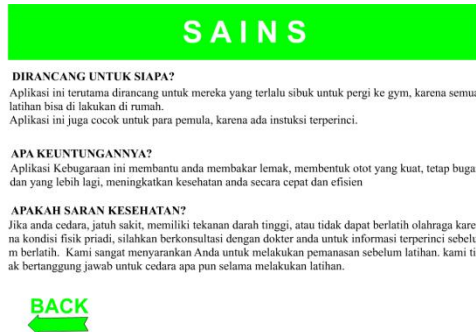 SAINS
DIRANCANG UNTUK SIAPA?
Aplikasi ini terutama dirancang untuk mereka yang terlalu sibuk untuk pergi ke gym, karena semua
latihan bisa di lakukan di rumah.
Aplikasi ini juga cocok untuk para pemula, karena ada instuksi terperinci.
APA KEUNTUNGANNYA?
Aplikasi Kebugaraan ini membantu anda membakar lemak, membentuk otot yang kuat, tetap bugar
dan yang lebih lagi, meningkatkan kesehatan anda secara cepat dan efisien
APAKAH SARAN KESEHATAN?
Jika anda cedara, jatuh sakit, memiliki tekanan darah tinggi, atau tidak dapat berlatih olahraga kare
na kondisi fisik priadi, silahkan berkonsultasi dengan dokter anda untuk informasi terperinci sebelu
m berlatih. Kami sangat menyarankan Anda untuk melakukan pemanasan sebelum latihan. kami ti
ak bertanggung jawab untuk cedara apa pun selama melakukan latihan.
BACK